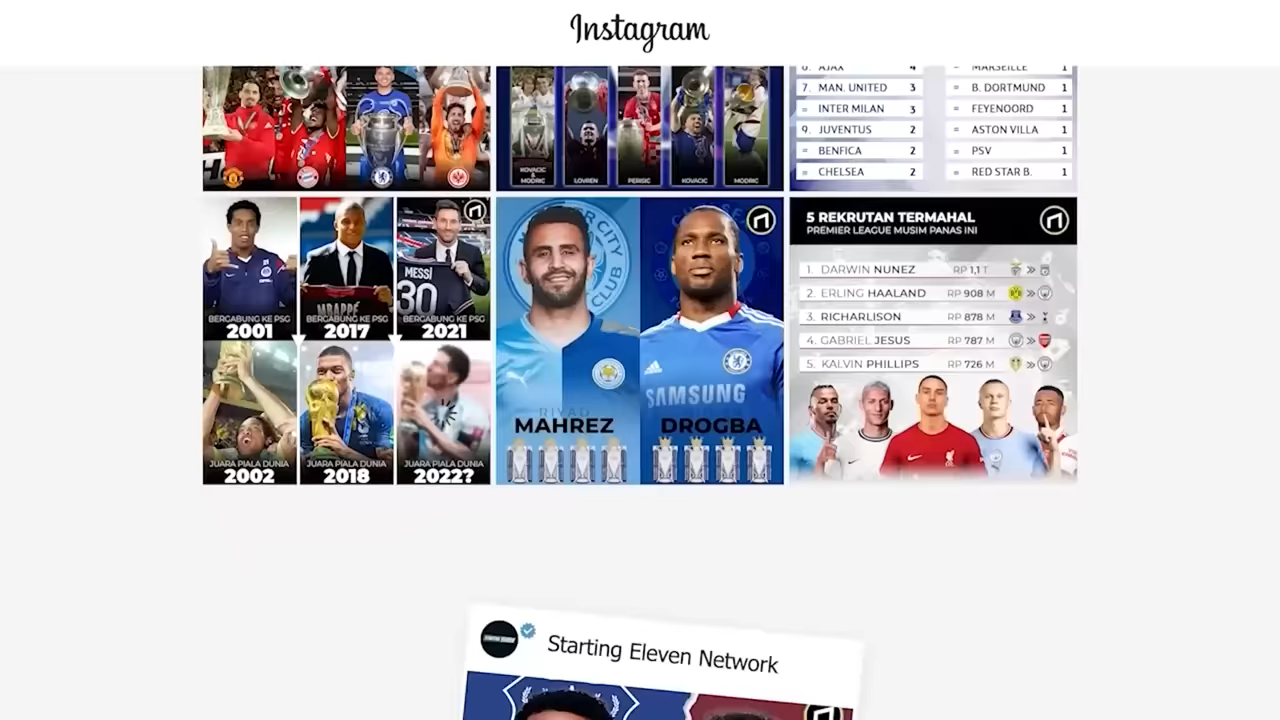 Instagram
KOVACIC
&
MODRIC
LOVREN
PERISIC
KOVACIC
MODRIC
6. AJAX 4
7. MAN. UNITED 3
= INTER MILAN 3
9. JUVENTUS 2
= BENFICA 2
= CHELSEA 2
= MARSEILLE 1
= B. DORTMUND 1
= FEYENOORD 1
= ASTON VILLA 1
= PSV 1
= RED STAR B. 1
BERGABUNG KE PSG
2001
MBAPPÉ
BERGABUNG KE PSG
2017
MESSI
30
BERGABUNG KE PSG
2021
JUARA PIALA DUNIA
2002
JUARA PIALA DUNIA
2018
JUARA PIALA DUNIA
2022?
RIYAD
MAHREZ
SAMSUNG
DROGBA
5 REKRUTAN TERMAHAL
PREMIER LEAGUE MUSIM PANAS INI
1. DARWIN NUNEZ RP 1,1 T
2. ERLING HAALAND RP 908 M
3. RICHARLISON RP 878 M
4. GABRIEL JESUS RP 787 M
5. KALVIN PHILLIPS RP 726 M
Starting Eleven Network